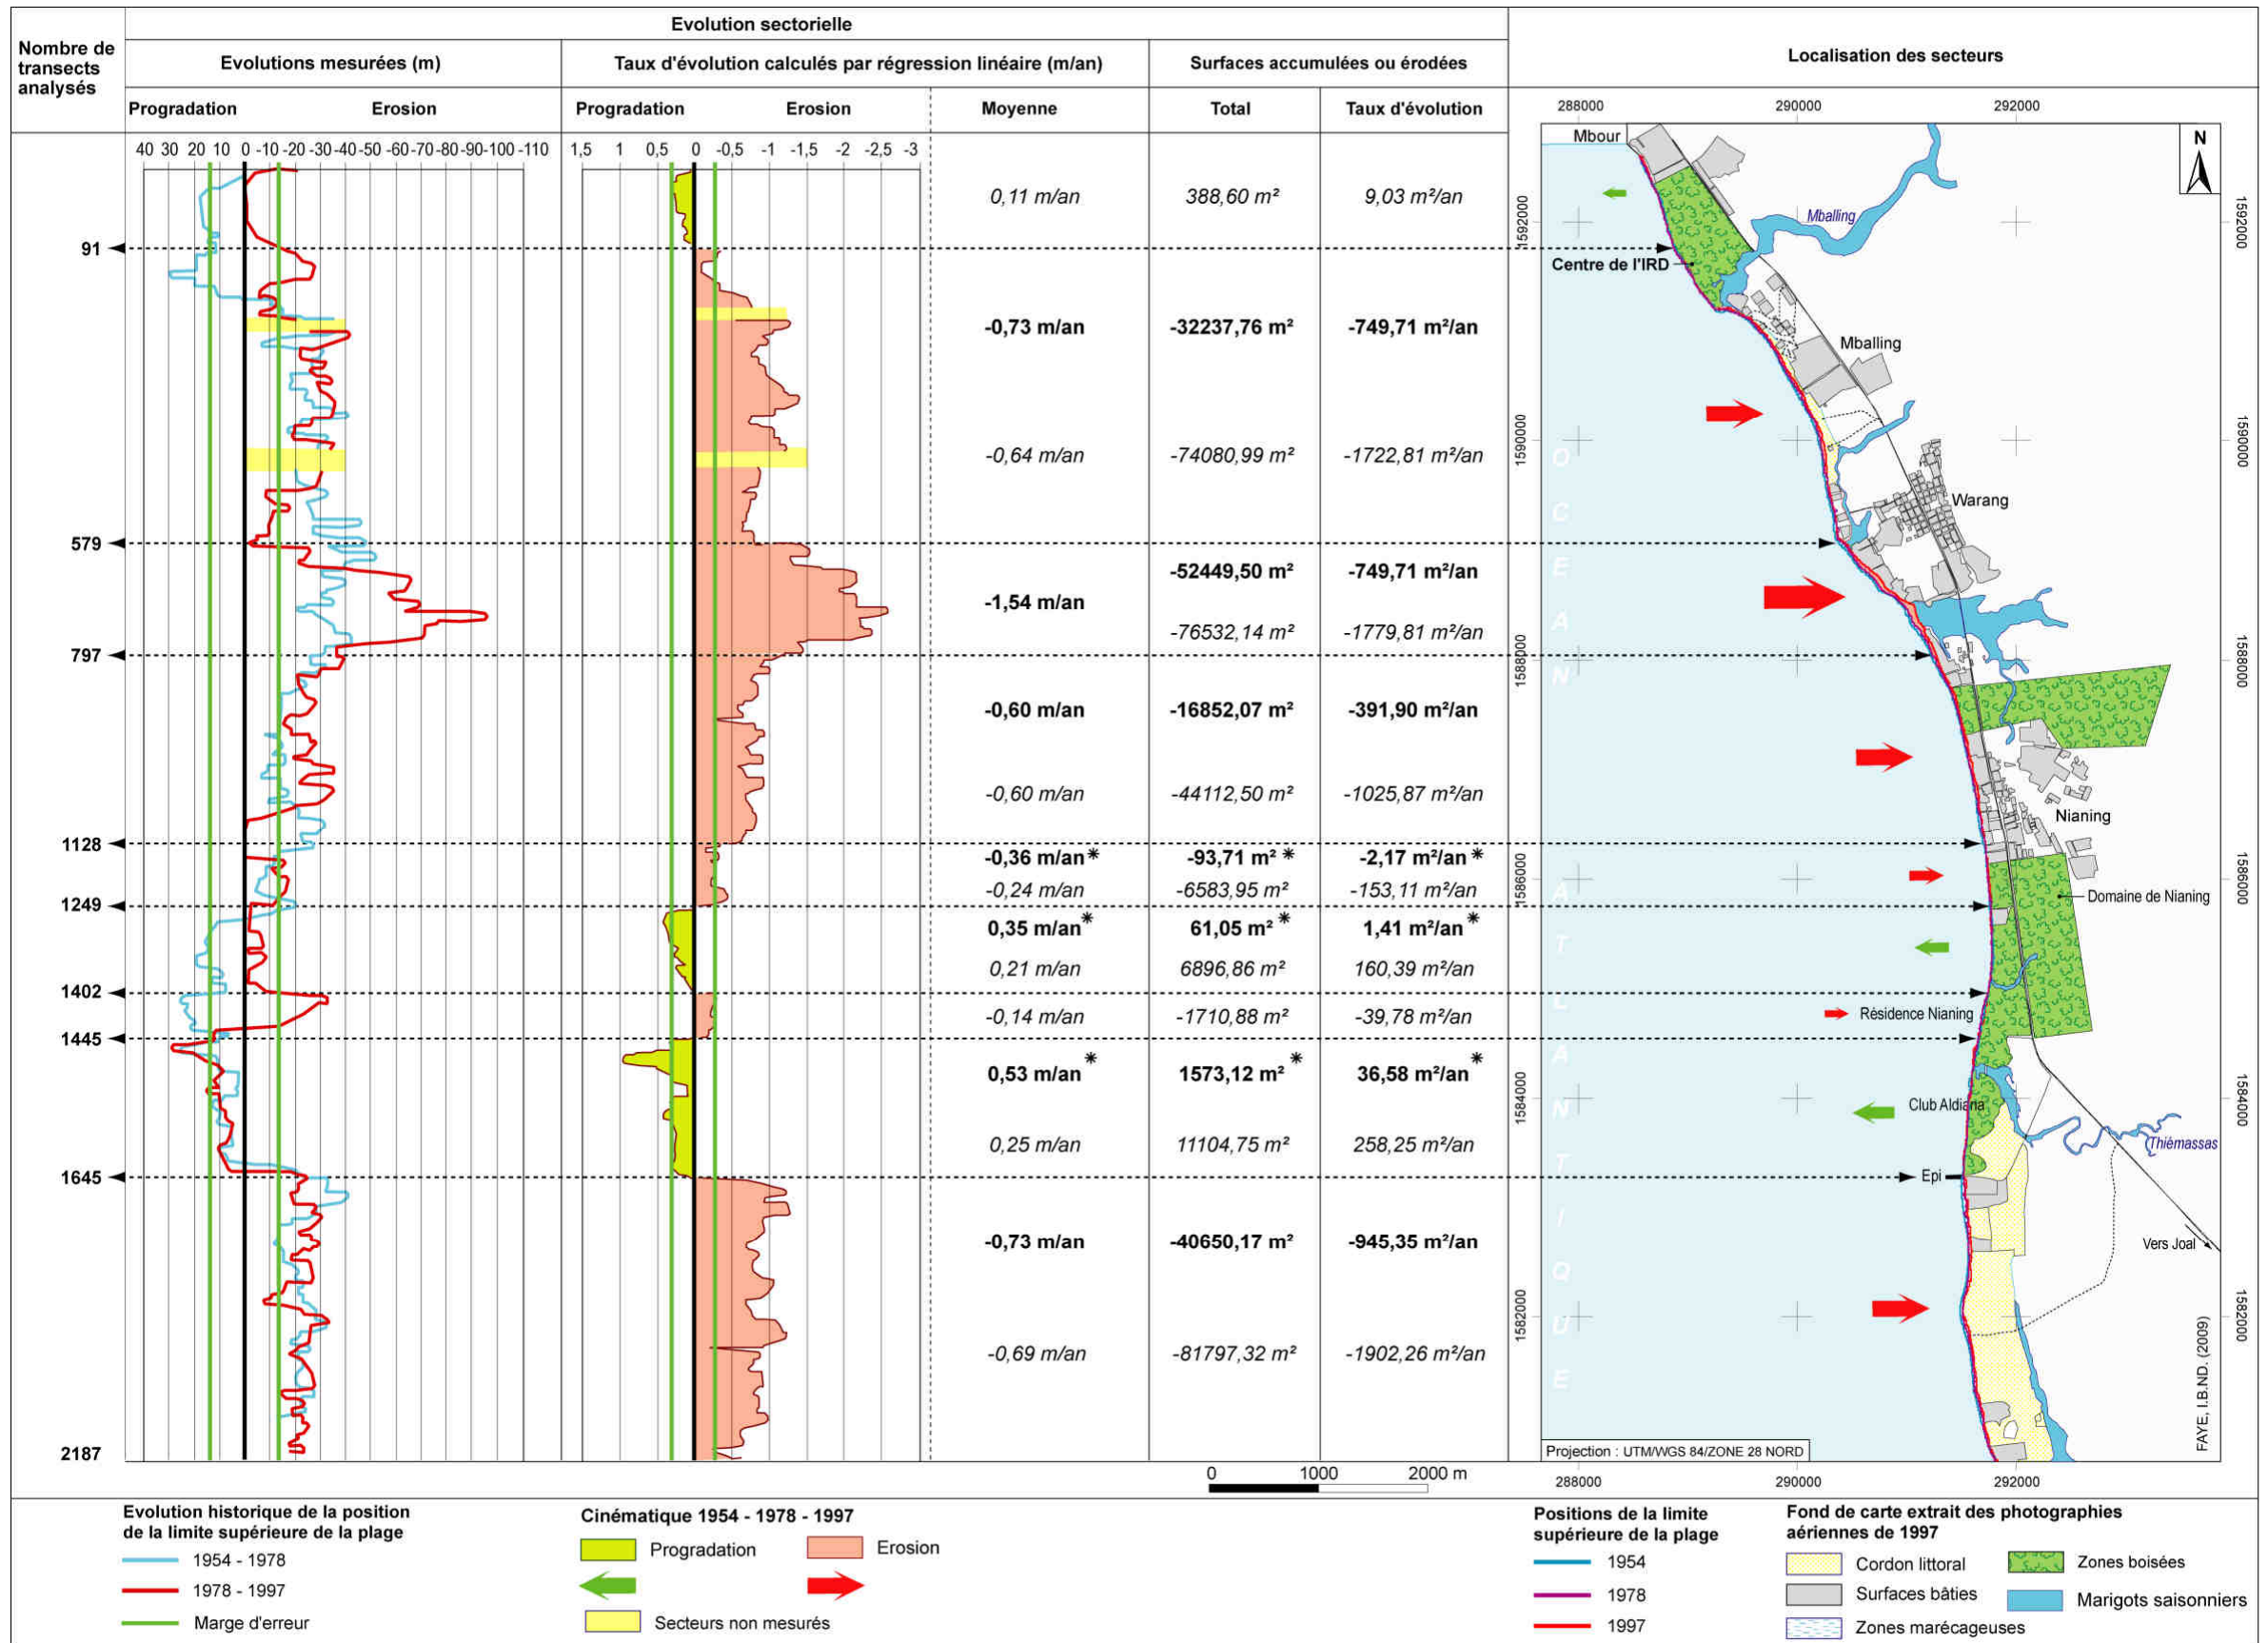 Evolution sectorielle
Nombre de
transects
analysés
Evolutions mesurées (m)
Taux d'évolution calculés par régression linéaire (m/an)
Surfaces accumulées ou érodées
Localisation des secteurs
Progradation
Erosion
Progradation
Erosion
Moyenne
Total
Taux d'évolution
40 30 20 10 0 -10 -20 -30 -40 -50 -60 -70 -80 -90 -100 -110
1,5 1 0,5 0 -0,5 -1 -1,5 -2 -2,5 -3
0,11 m/an 388,60 m² 9,03 m²/an
91
-0,73 m/an -32237,76 m² -749,71 m²/an
-0,64 m/an -74080,99 m² -1722,81 m²/an
579
-52449,50 m² -749,71 m²/an
-1,54 m/an
-76532,14 m² -1779,81 m²/an
797
-0,60 m/an -16852,07 m² -391,90 m²/an
-0,60 m/an -44112,50 m² -1025,87 m²/an
1128
-0,36 m/an* -93,71 m² * -2,17 m²/an *
-0,24 m/an -6583,95 m² -153,11 m²/an
1249
0,35 m/an* 61,05 m² * 1,41 m²/an *
0,21 m/an 6896,86 m² 160,39 m²/an
1402
-0,14 m/an -1710,88 m² -39,78 m²/an
1445
0,53 m/an * 1573,12 m² * 36,58 m²/an *
0,25 m/an 11104,75 m² 258,25 m²/an
1645
-0,73 m/an -40650,17 m² -945,35 m²/an
-0,69 m/an -81797,32 m² -1902,26 m²/an
2187
0 1000 2000 m
288000 290000 292000
Mbour
N
Mballing
1592000
1592000
Centre de l'IRD
Mballing
1590000
1590000
Warang
1588000
1588000
Nianing
1586000
1586000
Domaine de Nianing
Résidence Nianing
1584000
1584000
Club Aldiana
Thiémassas
Epi
Vers Joal
1582000
1582000
OCEAN ATLANTIQUE
FAYE, I.B.ND. (2009)
Projection : UTM/WGS 84/ZONE 28 NORD
288000 290000 292000
Evolution historique de la position
de la limite supérieure de la plage
1954 - 1978
1978 - 1997
Marge d'erreur
Cinématique 1954 - 1978 - 1997
Progradation
Erosion
Secteurs non mesurés
Positions de la limite
supérieure de la plage
1954
1978
1997
Fond de carte extrait des photographies
aériennes de 1997
Cordon littoral
Zones boisées
Surfaces bâties
Marigots saisonniers
Zones marécageuses